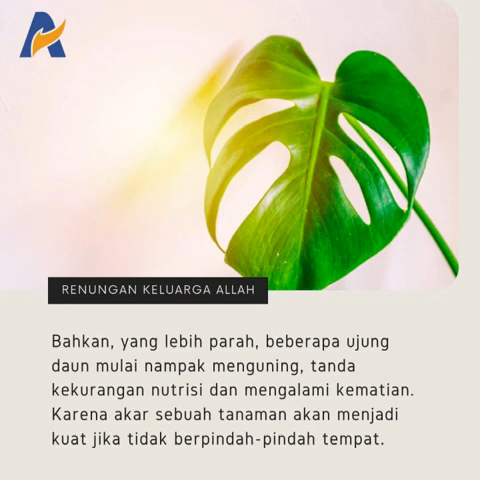 RENUNGAN KELUARGA ALLAH
Bahkan, yang lebih parah, beberapa ujung
daun mulai nampak menguning, tanda
kekurangan nutrisi dan mengalami kematian.
Karena akar sebuah tanaman akan menjadi
kuat jika tidak berpindah-pindah tempat.